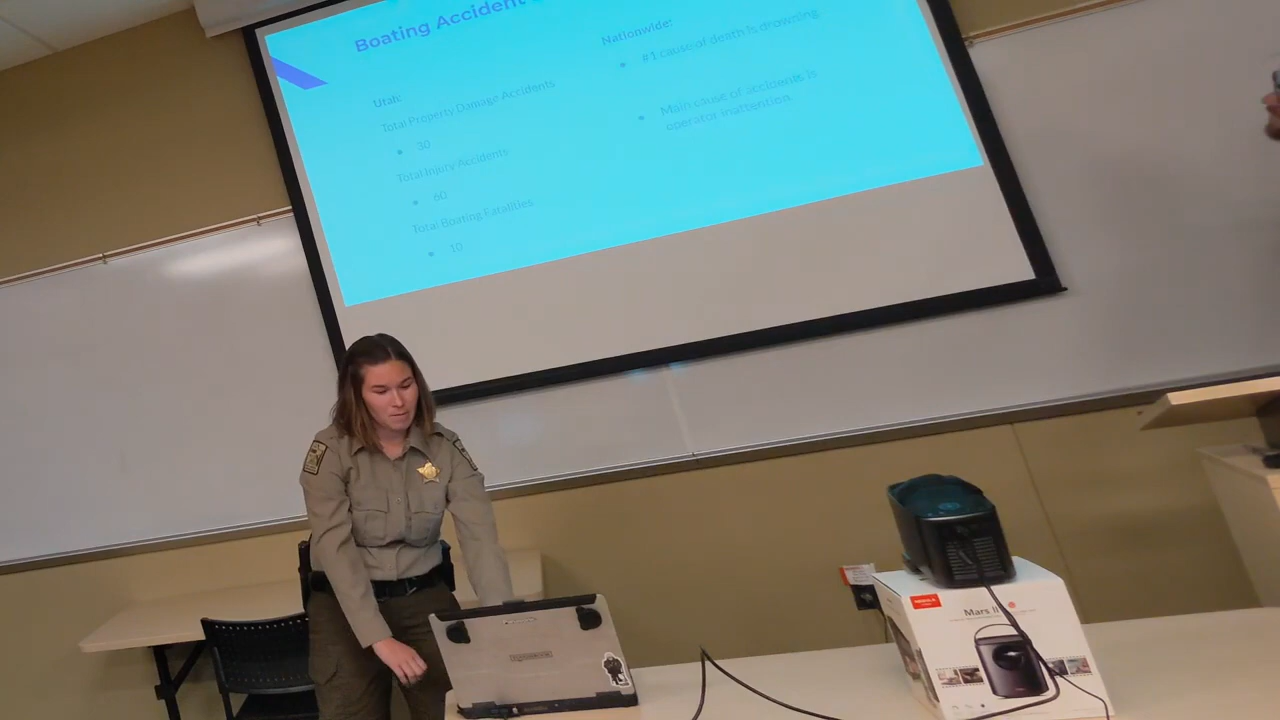 Boating Accident
Utah:
Total Property Damage Accidents
30
Total Injury Accidents
60
Total Boating Fatalities
10
Nationwide:
#1 cause of death is drowning.
Main cause of accidents is
operator inattention.
Mars II